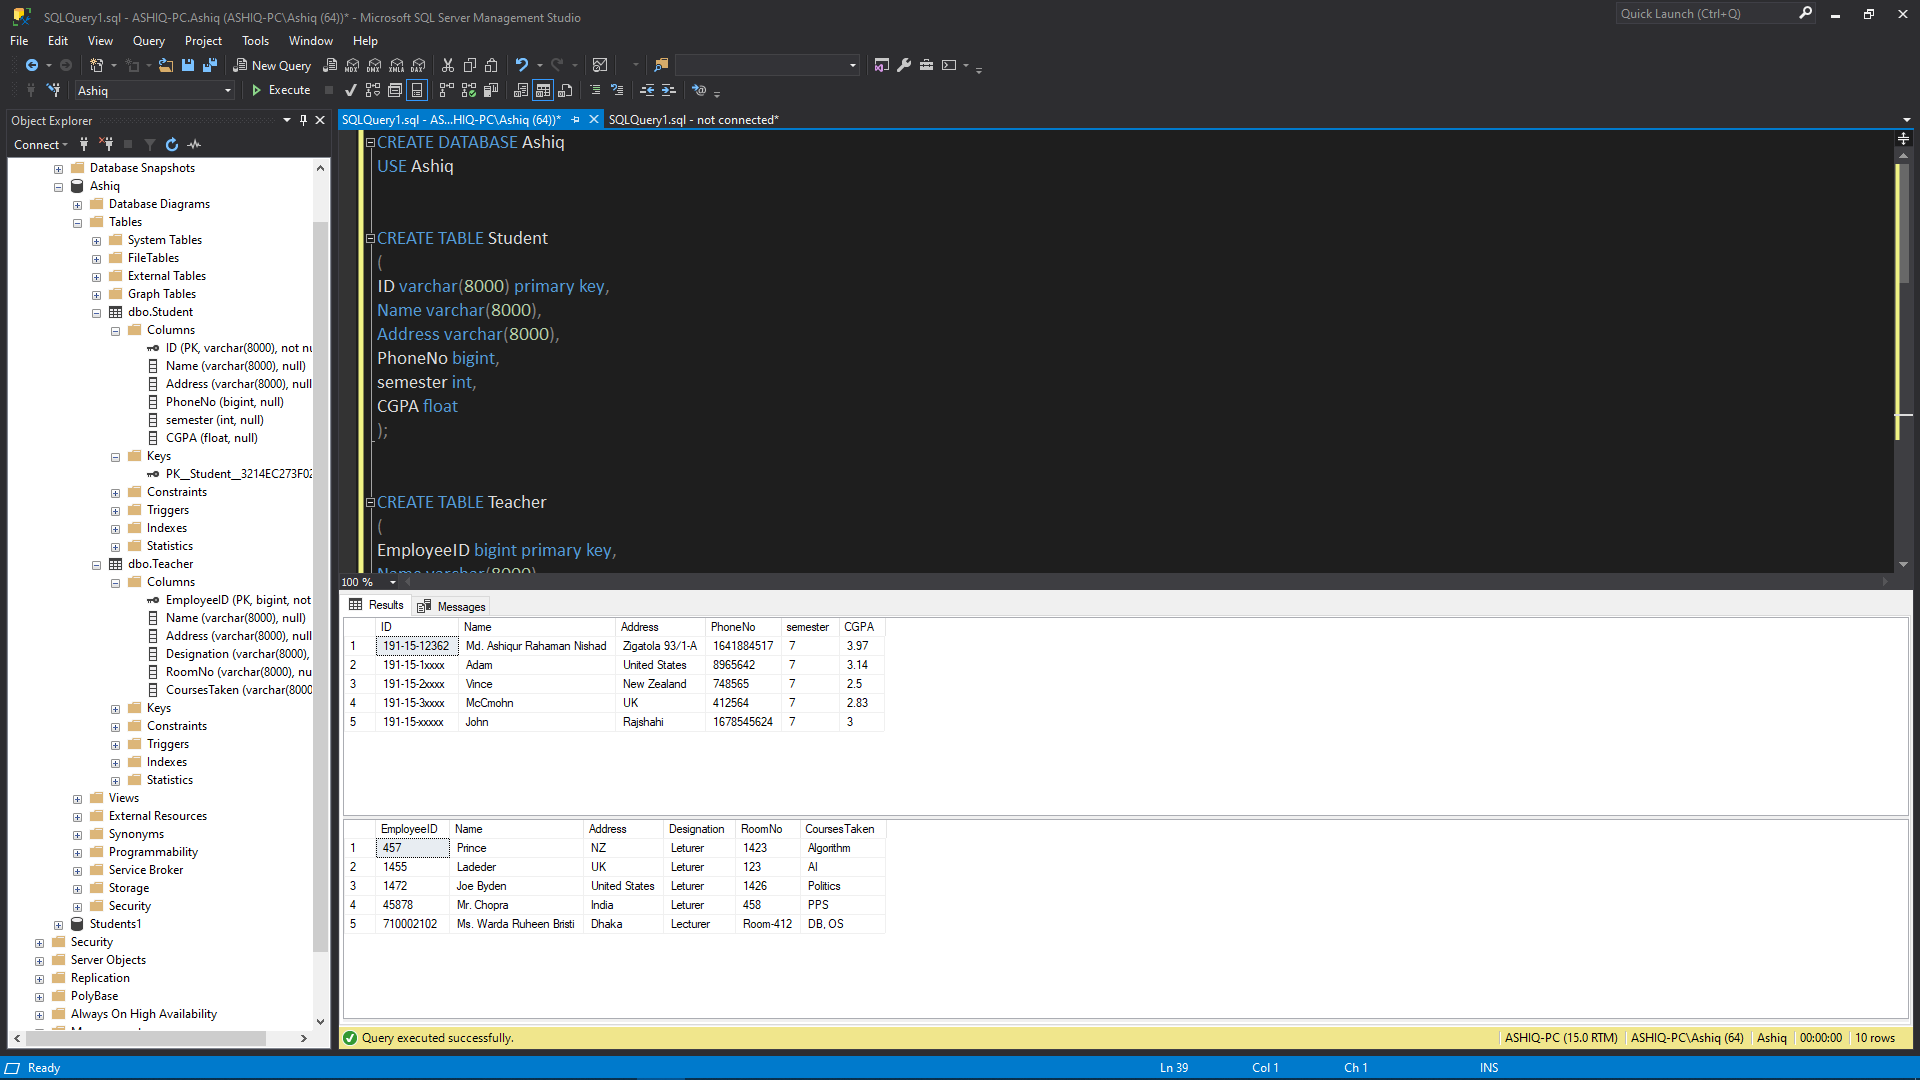 SQLQuery1.sql - ASHIQ-PC.Ashiq (ASHIQ-PC\Ashiq (64))* - Microsoft SQL Server Management Studio
Quick Launch (Ctrl+Q)
File Edit View Query Project Tools Window Help
New Query MDX DMX XMLA DAX
Ashiq Execute
Object Explorer
Connect
Database Snapshots
Ashiq
Database Diagrams
Tables
System Tables
FileTables
External Tables
Graph Tables
dbo.Student
Columns
ID (PK, varchar(8000), not nu
Name (varchar(8000), null)
Address (varchar(8000), null
PhoneNo (bigint, null)
semester (int, null)
CGPA (float, null)
Keys
PK__Student__3214EC273F02
Constraints
Triggers
Indexes
Statistics
dbo.Teacher
Columns
EmployeeID (PK, bigint, not
Name (varchar(8000), null)
Address (varchar(8000), null
Designation (varchar(8000),
RoomNo (varchar(8000), nu
CoursesTaken (varchar(8000
Keys
Constraints
Triggers
Indexes
Statistics
Views
External Resources
Synonyms
Programmability
Service Broker
Storage
Security
Students1
Security
Server Objects
Replication
PolyBase
Always On High Availability
SQLQuery1.sql - AS...HIQ-PC\Ashiq (64))* SQLQuery1.sql - not connected*
CREATE DATABASE Ashiq
USE Ashiq
CREATE TABLE Student
(
ID varchar(8000) primary key,
Name varchar(8000),
Address varchar(8000),
PhoneNo bigint,
semester int,
CGPA float
);
CREATE TABLE Teacher
(
EmployeeID bigint primary key,
Name varchar(8000)
100 %
Results Messages
ID Name Address PhoneNo semester CGPA
1 191-15-12362 Md. Ashiqur Rahaman Nishad Zigatola 93/1-A 1641884517 7 3.97
2 191-15-1xxxx Adam United States 8965642 7 3.14
3 191-15-2xxxx Vince New Zealand 748565 7 2.5
4 191-15-3xxxx McCmohn UK 412564 7 2.83
5 191-15-xxxxx John Rajshahi 1678545624 7 3
EmployeeID Name Address Designation RoomNo CoursesTaken
1 457 Prince NZ Leturer 1423 Algorithm
2 1455 Ladeder UK Leturer 123 AI
3 1472 Joe Byden United States Leturer 1426 Politics
4 45878 Mr. Chopra India Leturer 458 PPS
5 710002102 Ms. Warda Ruheen Bristi Dhaka Lecturer Room-412 DB, OS
Query executed successfully. ASHIQ-PC (15.0 RTM) ASHIQ-PC\Ashiq (64) Ashiq 00:00:00 10 rows
Ready Ln 39 Col 1 Ch 1 INS